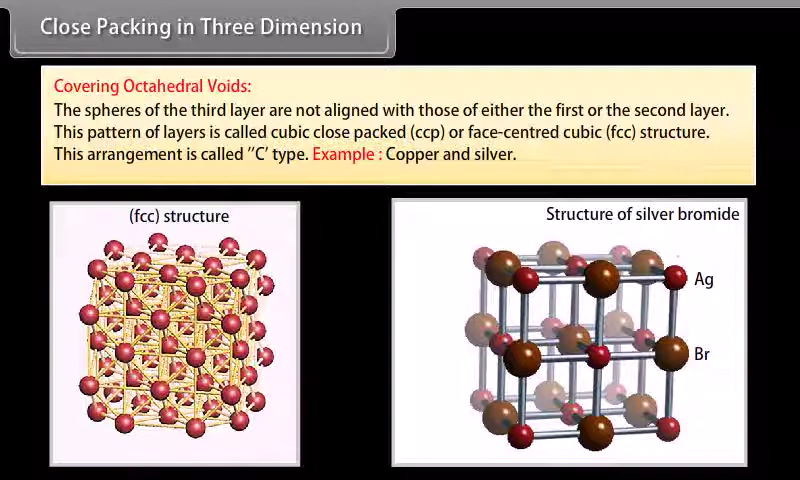 Close Packing in Three Dimension
Covering Octahedral Voids:
The spheres of the third layer are not aligned with those of either the first or the second layer.
This pattern of layers is called cubic close packed (ccp) or face-centred cubic (fcc) structure.
This arrangement is called ″C′ type. Example : Copper and silver.
(fcc) structure
Structure of silver bromide
Ag
Br